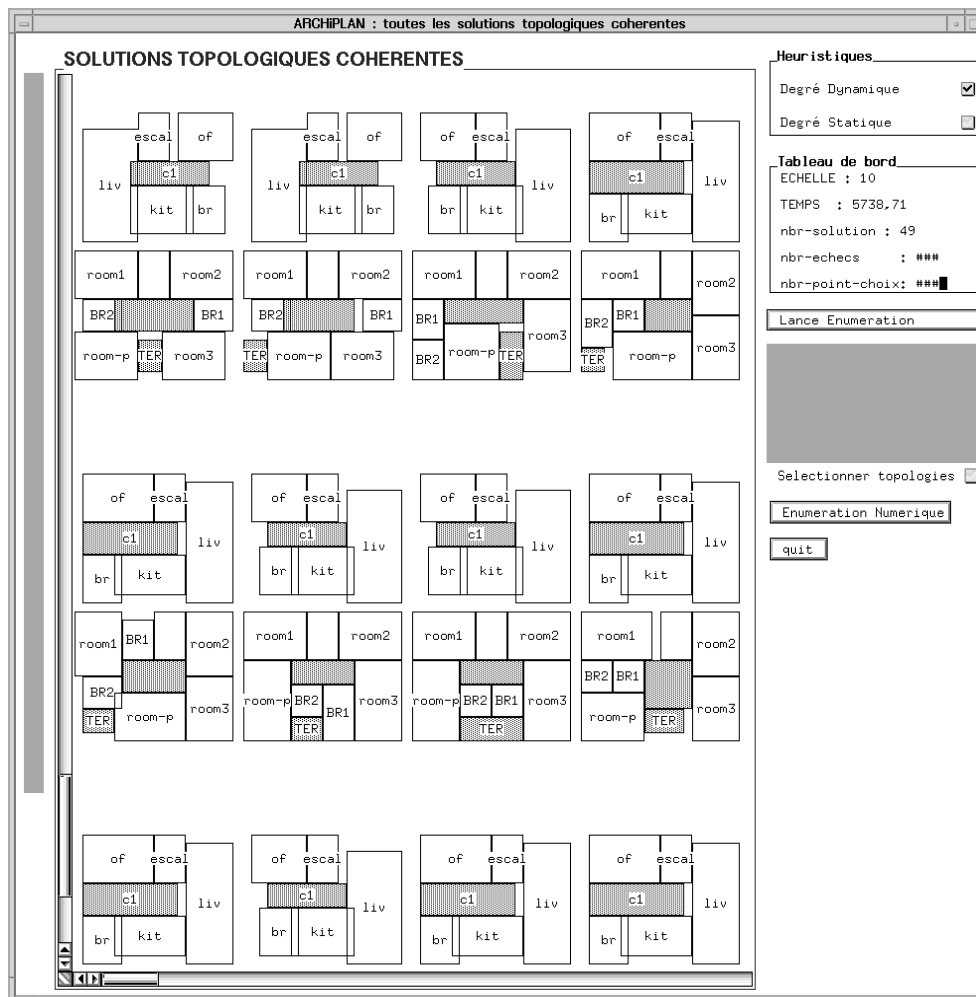 ARCHiPLAN : toutes les solutions topologiques coherentes
SOLUTIONS TOPOLOGIQUES COHERENTES
escal of escal of of escal of escal
liv c1 liv c1 c1 liv c1 liv
kit br kit br br kit br kit
room1 room2 room1 room2 room1 room2 room1 room2
BR2 BR1 BR2 BR1 BR1 BR2 BR1
room-p TER room3 TER room-p room3 BR2 room-p TER room3 TER room-p room3
of escal of escal of escal of escal
c1 liv c1 liv c1 liv c1 liv
br kit br kit br kit br kit
room1 BR1 room2 room1 room2 room1 room2 room1 room2
BR2 room-p BR2 BR1 room3 room-p BR2 BR1 room3 BR2 BR1
TER room-p room3 TER TER room-p TER room3
of escal of escal of escal of escal
c1 liv c1 liv c1 liv c1 liv
br kit br kit br kit br kit
Heuristiques
Degré Dynamique
Degré Statique
Tableau de bord
ECHELLE : 10
TEMPS : 5738,71
nbr-solution : 49
nbr-echecs : ###
nbr-point-choix: ###
Lance Enumeration
Selectionner topologies
Enumeration Numerique
quit